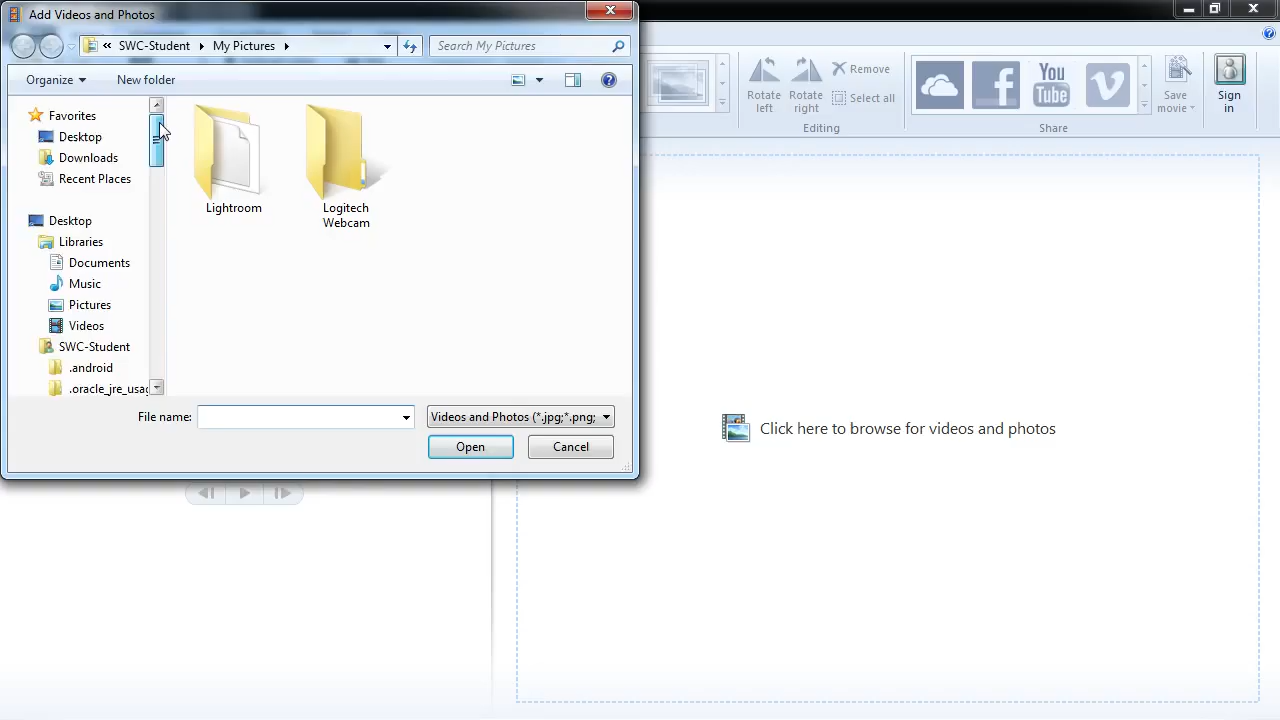 Add Videos and Photos
« SWC-Student My Pictures
Search My Pictures
Organize
New folder
Favorites
Desktop
Downloads
Recent Places
Desktop
Libraries
Documents
Music
Pictures
Videos
SWC-Student
.android
.oracle_jre_usag
Lightroom
Logitech
Webcam
File name:
Videos and Photos (*.jpg;*.png;
Open
Cancel
Rotate
left
Rotate
right
Remove
Select all
Editing
You
Tube
Save
movie
Share
Sign
in
Click here to browse for videos and photos